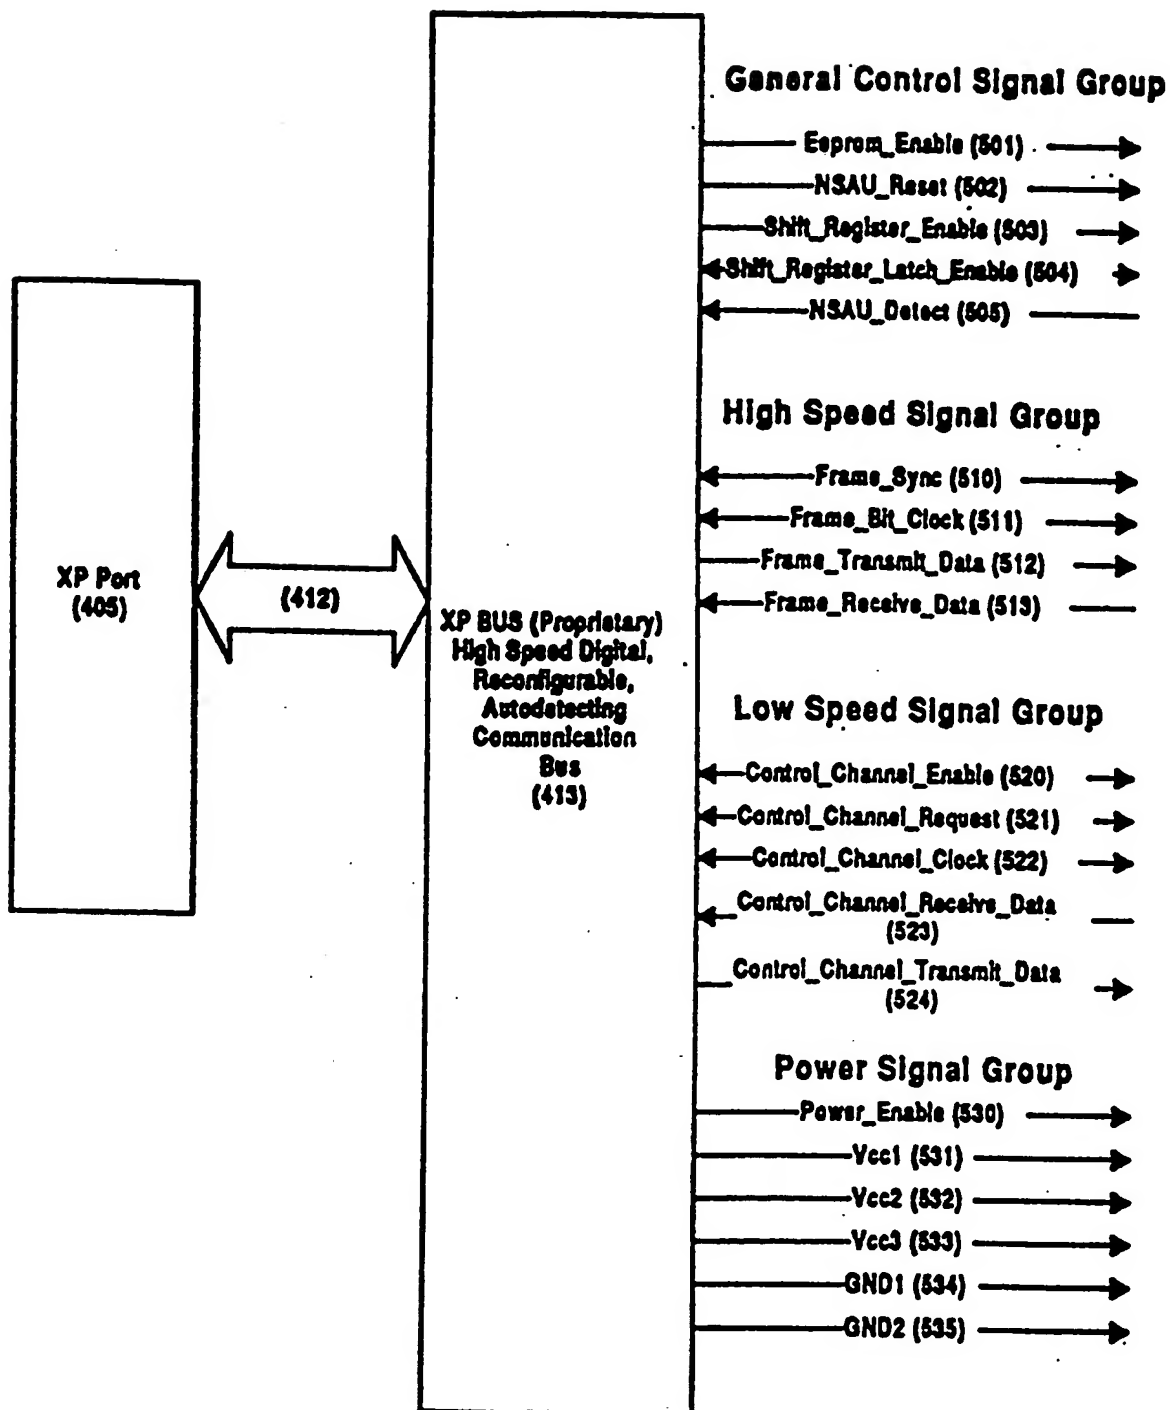 General Control Signal Group
Eeprom_Enable (501)
NSAU_Reset (502)
Shift_Register_Enable (503)
Shift_Register_Latch_Enable (504)
NSAU_Detect (505)
High Speed Signal Group
Frame_Sync (510)
Frame_Bit_Clock (511)
Frame_Transmit_Data (512)
Frame_Receive_Data (513)
XP Port
(405)
(412)
XP BUS (Proprietary)
High Speed Digital,
Reconfigurable,
Autodetecting
Communication
Bus
(413)
Low Speed Signal Group
Control_Channel_Enable (520)
Control_Channel_Request (521)
Control_Channel_Clock (522)
Control_Channel_Receive_Data
(523)
Control_Channel_Transmit_Data
(524)
Power Signal Group
Power_Enable (530)
Vcc1 (531)
Vcc2 (532)
Vcc3 (533)
GND1 (534)
GND2 (535)